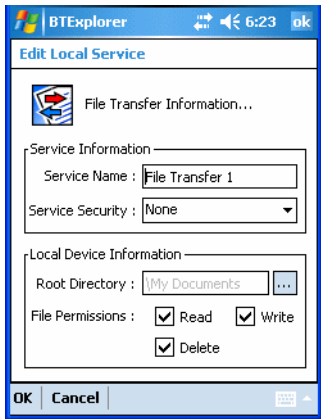 BTExplorer 6:23 ok
Edit Local Service
File Transfer Information...
Service Information
Service Name : File Transfer 1
Service Security : None
Local Device Information
Root Directory : \My Documents ...
File Permissions : Read Write
Delete
OK Cancel